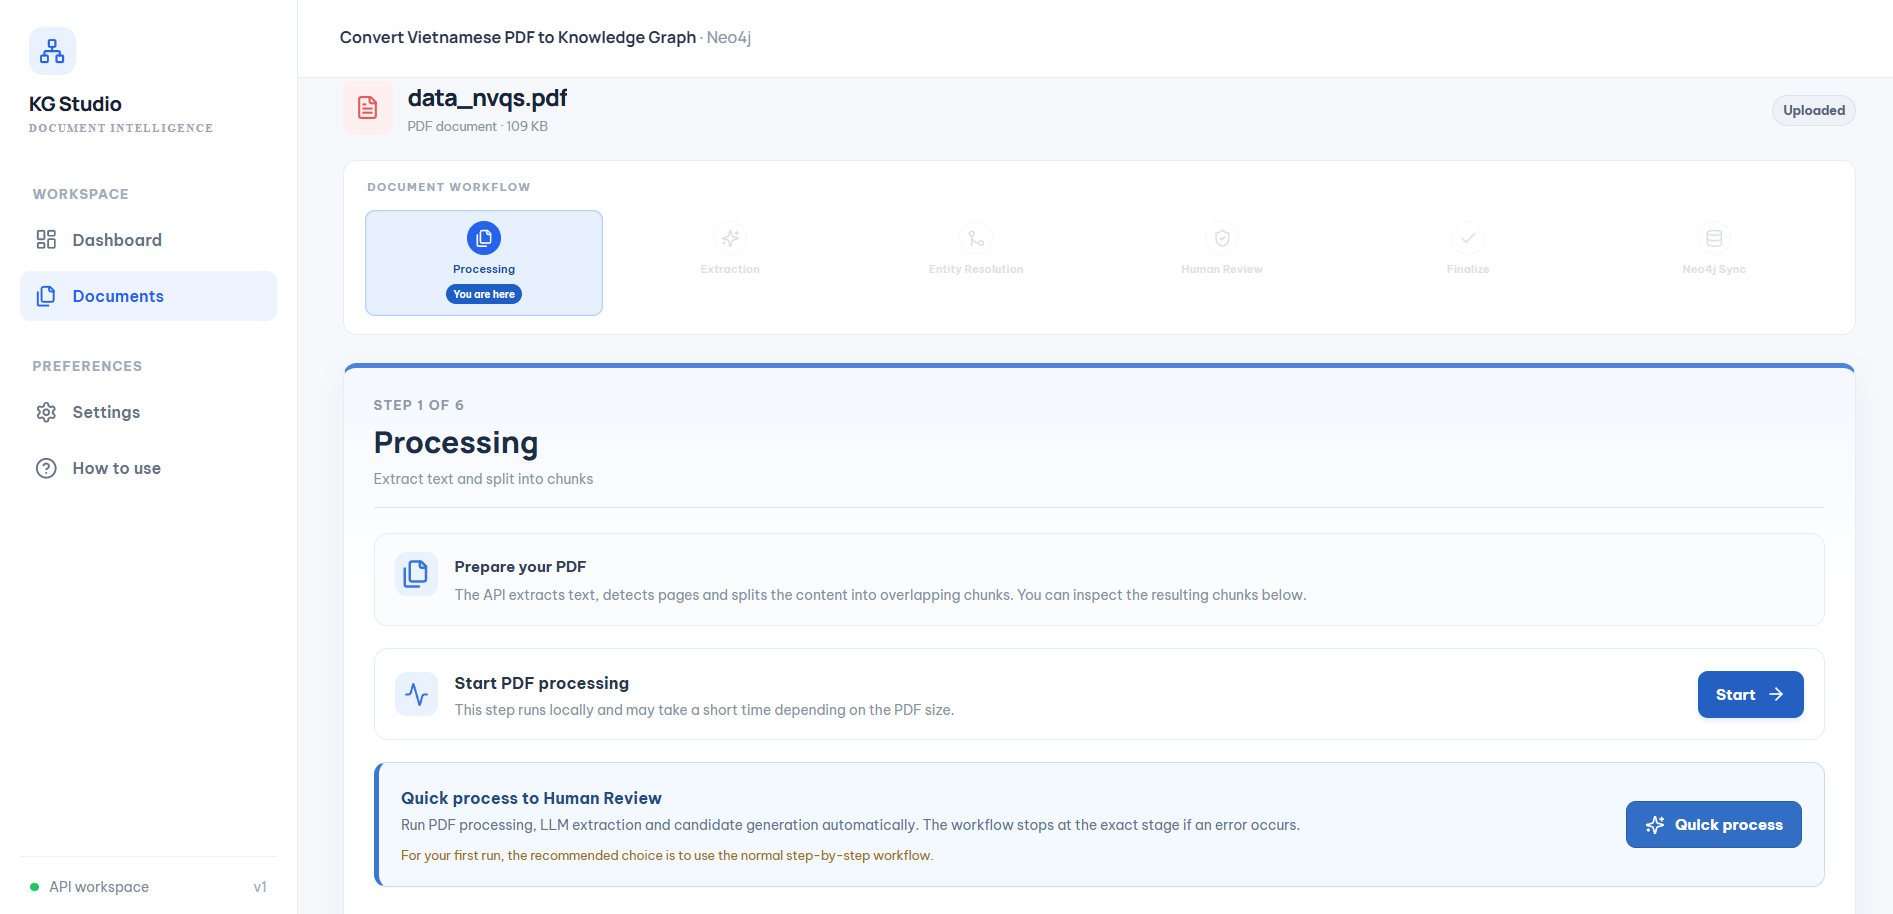 KG Studio
DOCUMENT INTELLIGENCE
WORKSPACE
Dashboard
Documents
PREFERENCES
Settings
How to use
API workspace v1
Convert Vietnamese PDF to Knowledge Graph · Neo4j
data_nvqs.pdf
PDF document · 109 KB
Uploaded
DOCUMENT WORKFLOW
Processing
You are here
Extraction
Entity Resolution
Human Review
Finalize
Neo4j Sync
STEP 1 OF 6
Processing
Extract text and split into chunks
Prepare your PDF
The API extracts text, detects pages and splits the content into overlapping chunks. You can inspect the resulting chunks below.
Start PDF processing
This step runs locally and may take a short time depending on the PDF size.
Start
Quick process to Human Review
Run PDF processing, LLM extraction and candidate generation automatically. The workflow stops at the exact stage if an error occurs.
For your first run, the recommended choice is to use the normal step-by-step workflow.
Quick process